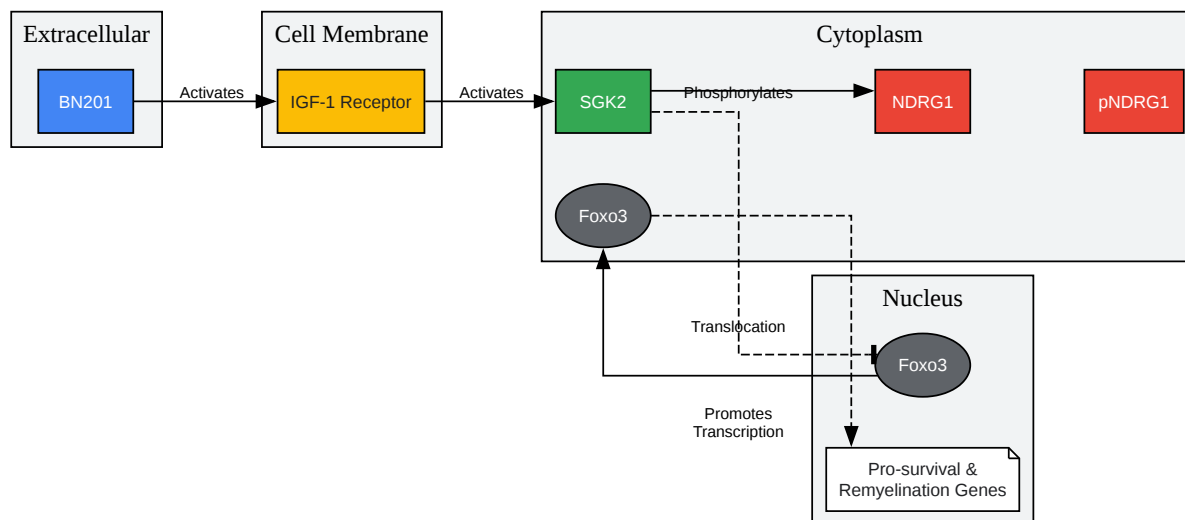 Extracellular
Cell Membrane
Cytoplasm
BN201
Activates
IGF-1 Receptor
Activates
SGK2
Phosphorylates
NDRG1
pNDRG1
Foxo3
Nucleus
Translocation
Foxo3
Promotes
Transcription
Pro-survival &
Remyelination Genes